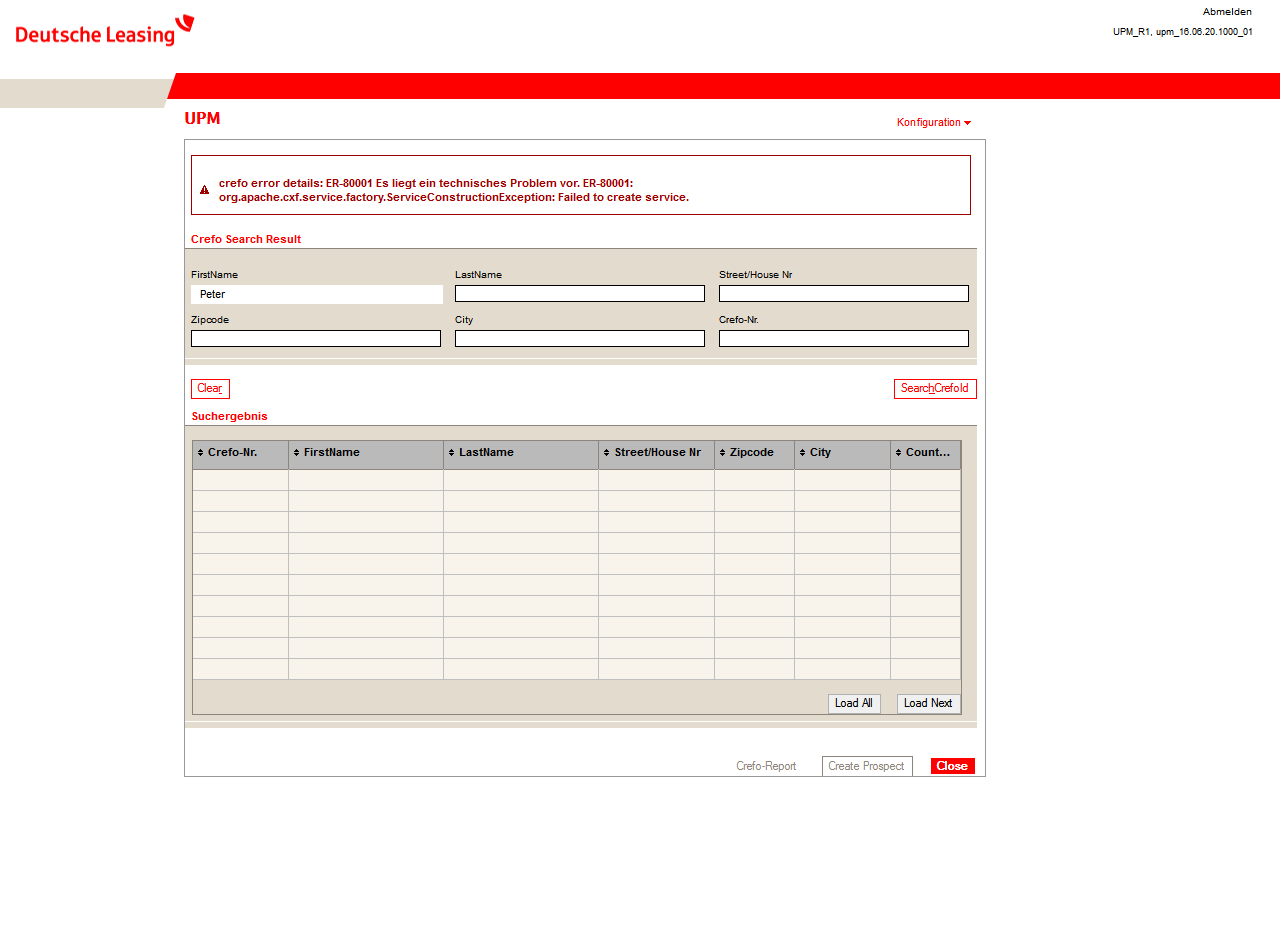 Deutsche Leasing
Abmelden
UPM_R1, upm_16.06.20.1000_01
UPM
Konfiguration
crefo error details: ER-80001 Es liegt ein technisches Problem vor. ER-80001:
org.apache.cxf.service.factory.ServiceConstructionException: Failed to create service.
Crefo Search Result
FirstName LastName Street/House Nr
Peter
Zipcode City Crefo-Nr.
Clear SearchCrefoId
Suchergebnis
Crefo-Nr. FirstName LastName Street/House Nr Zipcode City Count...
Load All Load Next
Crefo-Report Create Prospect Close